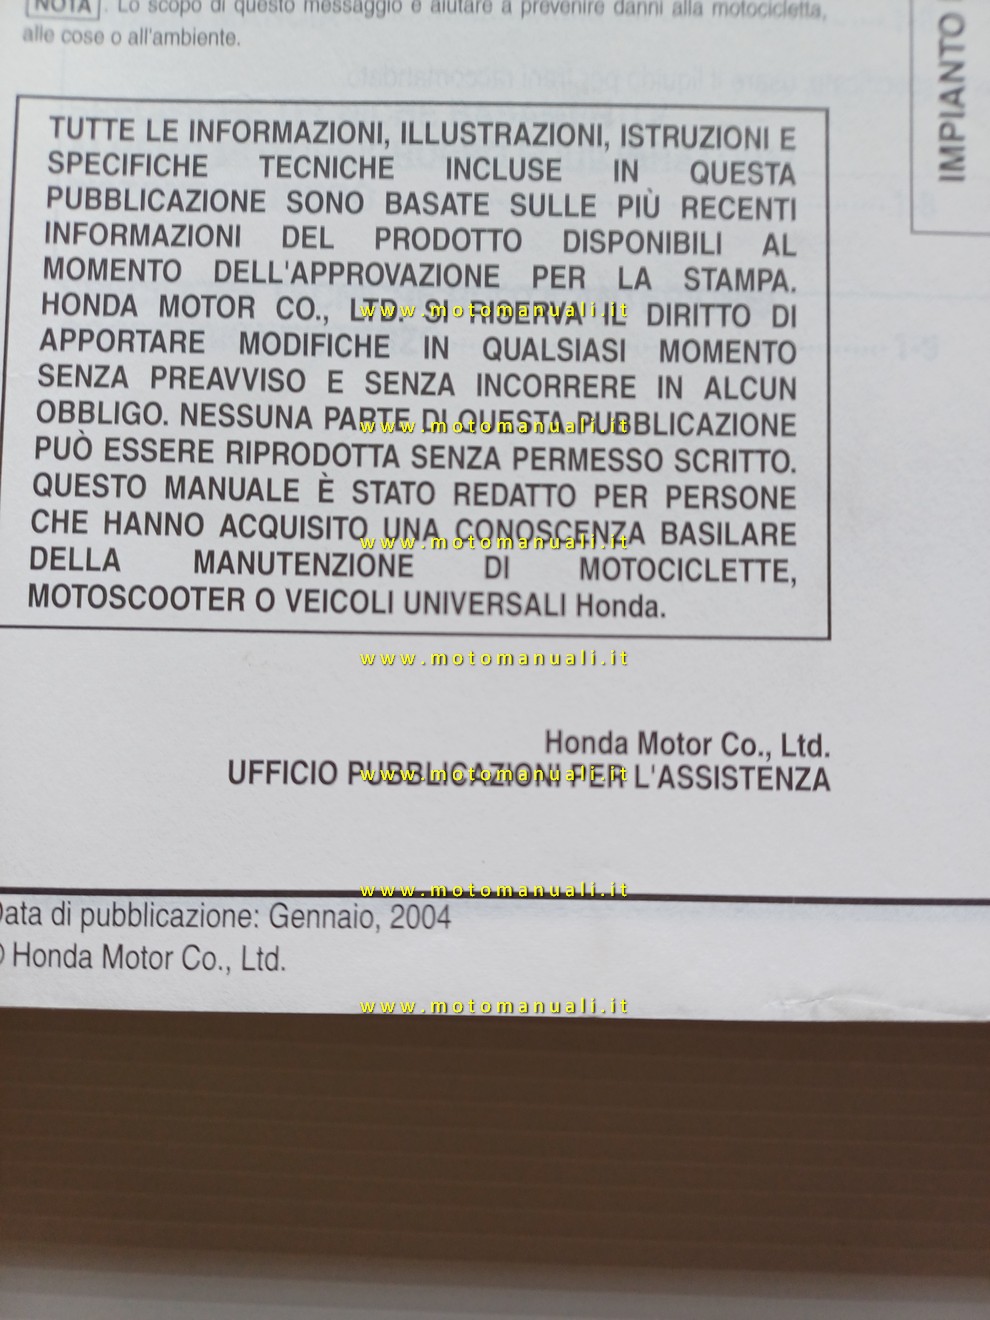 NOTA . Lo scopo di questo messaggio è aiutare a prevenire danni alla motocicletta,
alle cose o all'ambiente.
IMPIANTO
TUTTE LE INFORMAZIONI, ILLUSTRAZIONI, ISTRUZIONI E
SPECIFICHE TECNICHE INCLUSE IN QUESTA
PUBBLICAZIONE SONO BASATE SULLE PIÙ RECENTI
INFORMAZIONI DEL PRODOTTO DISPONIBILI AL
MOMENTO DELL'APPROVAZIONE PER LA STAMPA.
HONDA MOTOR CO., LTD. SI RISERVA IL DIRITTO DI
APPORTARE MODIFICHE IN QUALSIASI MOMENTO
SENZA PREAVVISO E SENZA INCORRERE IN ALCUN
OBBLIGO. NESSUNA PARTE DI QUESTA PUBBLICAZIONE
PUÒ ESSERE RIPRODOTTA SENZA PERMESSO SCRITTO.
QUESTO MANUALE È STATO REDATTO PER PERSONE
CHE HANNO ACQUISITO UNA CONOSCENZA BASILARE
DELLA MANUTENZIONE DI MOTOCICLETTE,
MOTOSCOOTER O VEICOLI UNIVERSALI Honda.
Honda Motor Co., Ltd.
UFFICIO PUBBLICAZIONI PER L'ASSISTENZA
Data di pubblicazione: Gennaio, 2004
© Honda Motor Co., Ltd.
www.motomanuali.it
www.motomanuali.it
www.motomanuali.it
www.motomanuali.it
www.motomanuali.it
www.motomanuali.it
www.motomanuali.it